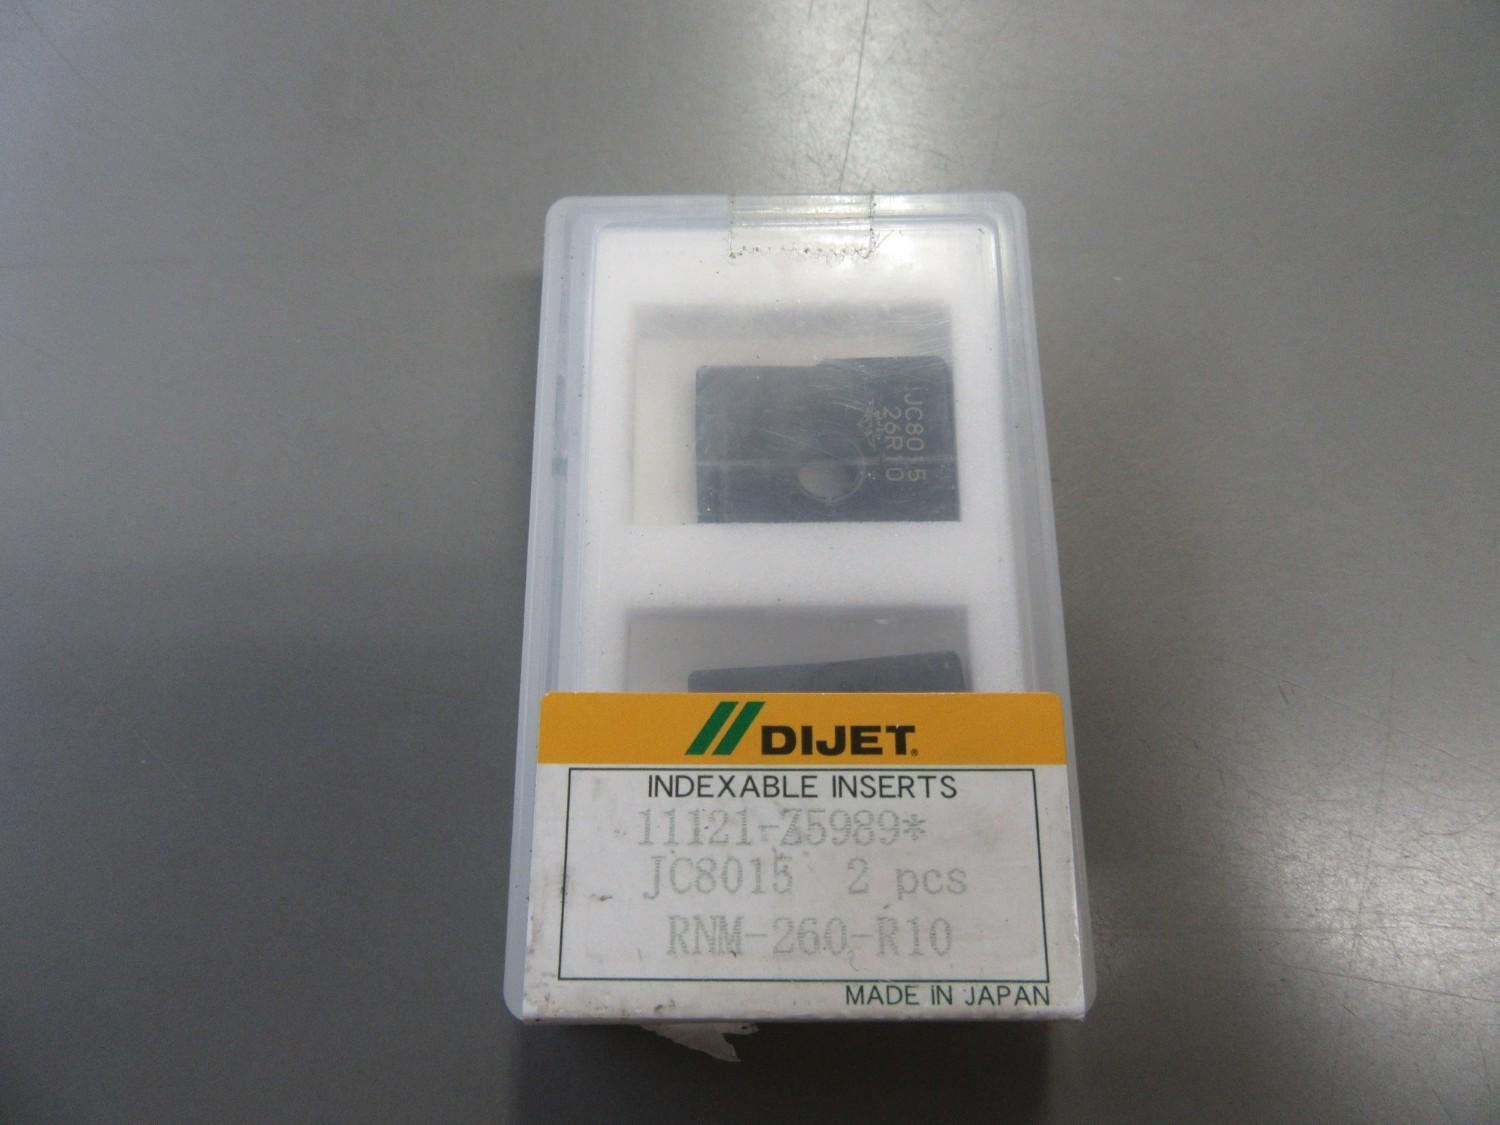 JC8015
26R10
DIJET®
INDEXABLE INSERTS
11121-Z5989*
JC8015 2 pcs
RNM-260-R10
MADE IN JAPAN